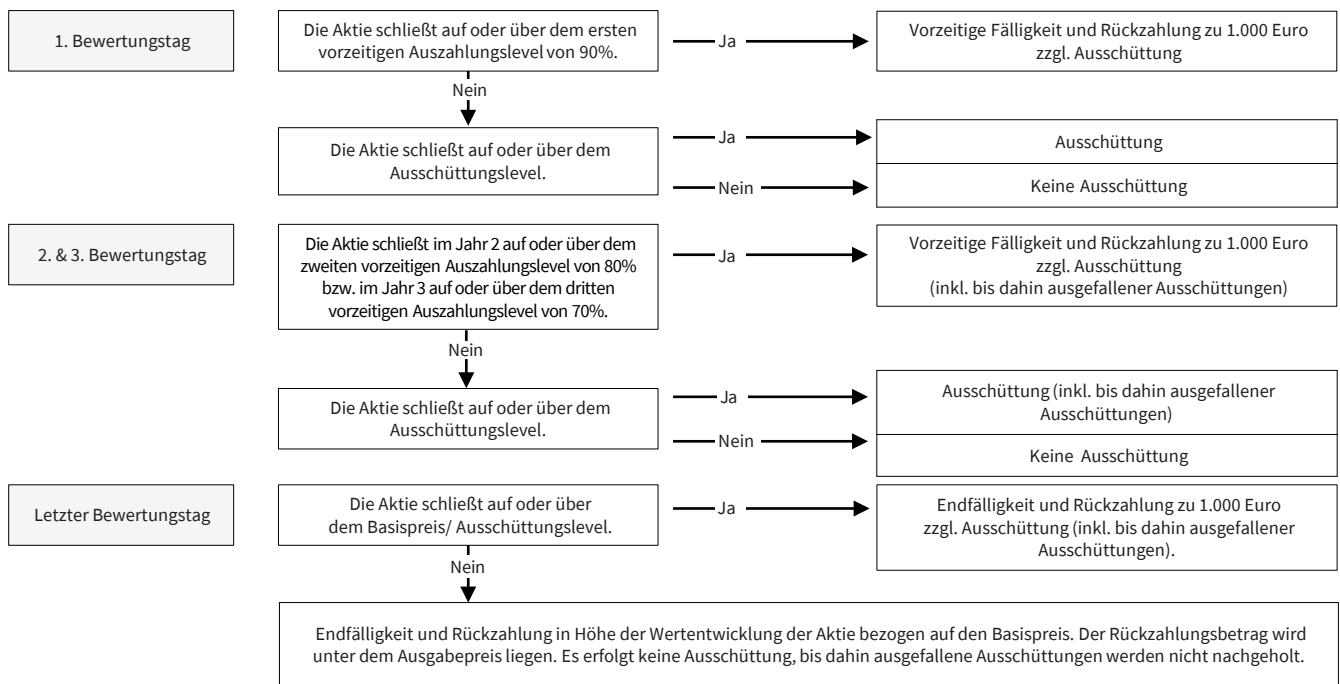 1. Bewertungstag
Die Aktie schließt auf oder über dem ersten
vorzeitigen Auszahlungslevel von 90%.
Ja
Vorzeitige Fälligkeit und Rückzahlung zu 1.000 Euro
zzgl. Ausschüttung
Nein
Die Aktie schließt auf oder über dem
Ausschüttungslevel.
Ja
Ausschüttung
Nein
Keine Ausschüttung
2. & 3. Bewertungstag
Die Aktie schließt im Jahr 2 auf oder über dem
zweiten vorzeitigen Auszahlungslevel von 80%
bzw. im Jahr 3 auf oder über dem dritten
vorzeitigen Auszahlungslevel von 70%.
Ja
Vorzeitige Fälligkeit und Rückzahlung zu 1.000 Euro
zzgl. Ausschüttung
(inkl. bis dahin ausgefallener Ausschüttungen)
Nein
Die Aktie schließt auf oder über dem
Ausschüttungslevel.
Ja
Ausschüttung (inkl. bis dahin ausgefallener
Ausschüttungen)
Nein
Keine Ausschüttung
Letzter Bewertungstag
Die Aktie schließt auf oder über
dem Basispreis/ Ausschüttungslevel.
Ja
Endfälligkeit und Rückzahlung zu 1.000 Euro
zzgl. Ausschüttung (inkl. bis dahin ausgefallener
Ausschüttungen).
Nein
Endfälligkeit und Rückzahlung in Höhe der Wertentwicklung der Aktie bezogen auf den Basispreis. Der Rückzahlungsbetrag wird
unter dem Ausgabepreis liegen. Es erfolgt keine Ausschüttung, bis dahin ausgefallene Ausschüttungen werden nicht nachgeholt.